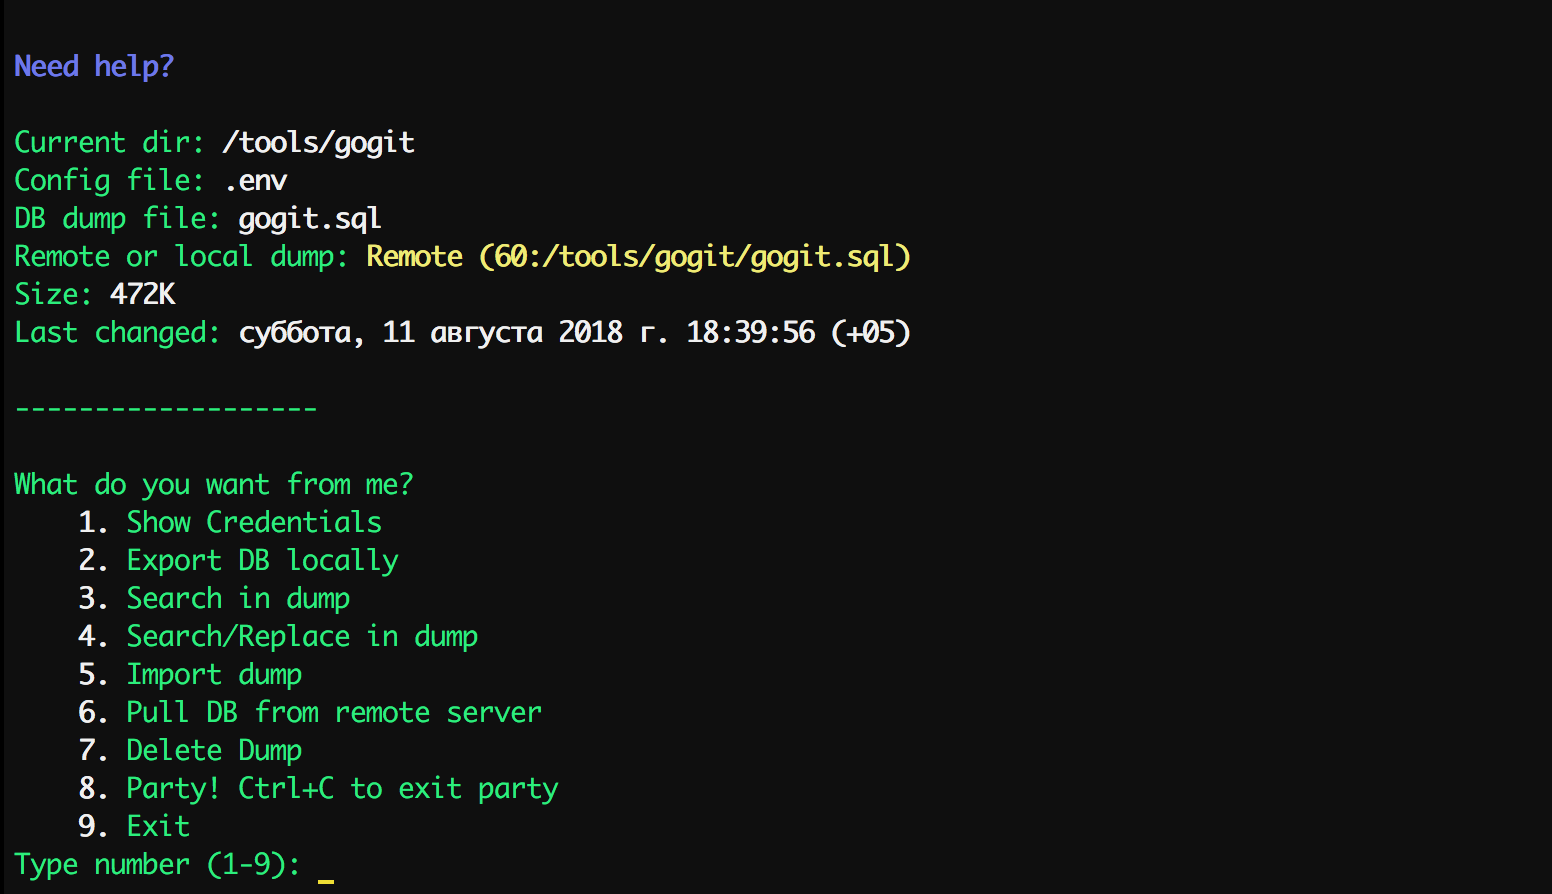 Need help?
Current dir: /tools/gogit
Config file: .env
DB dump file: gogit.sql
Remote or local dump: Remote (60:/tools/gogit/gogit.sql)
Size: 472K
Last changed: суббота, 11 августа 2018 г. 18:39:56 (+05)
-------------------
What do you want from me?
1. Show Credentials
2. Export DB locally
3. Search in dump
4. Search/Replace in dump
5. Import dump
6. Pull DB from remote server
7. Delete Dump
8. Party! Ctrl+C to exit party
9. Exit
Type number (1-9): _